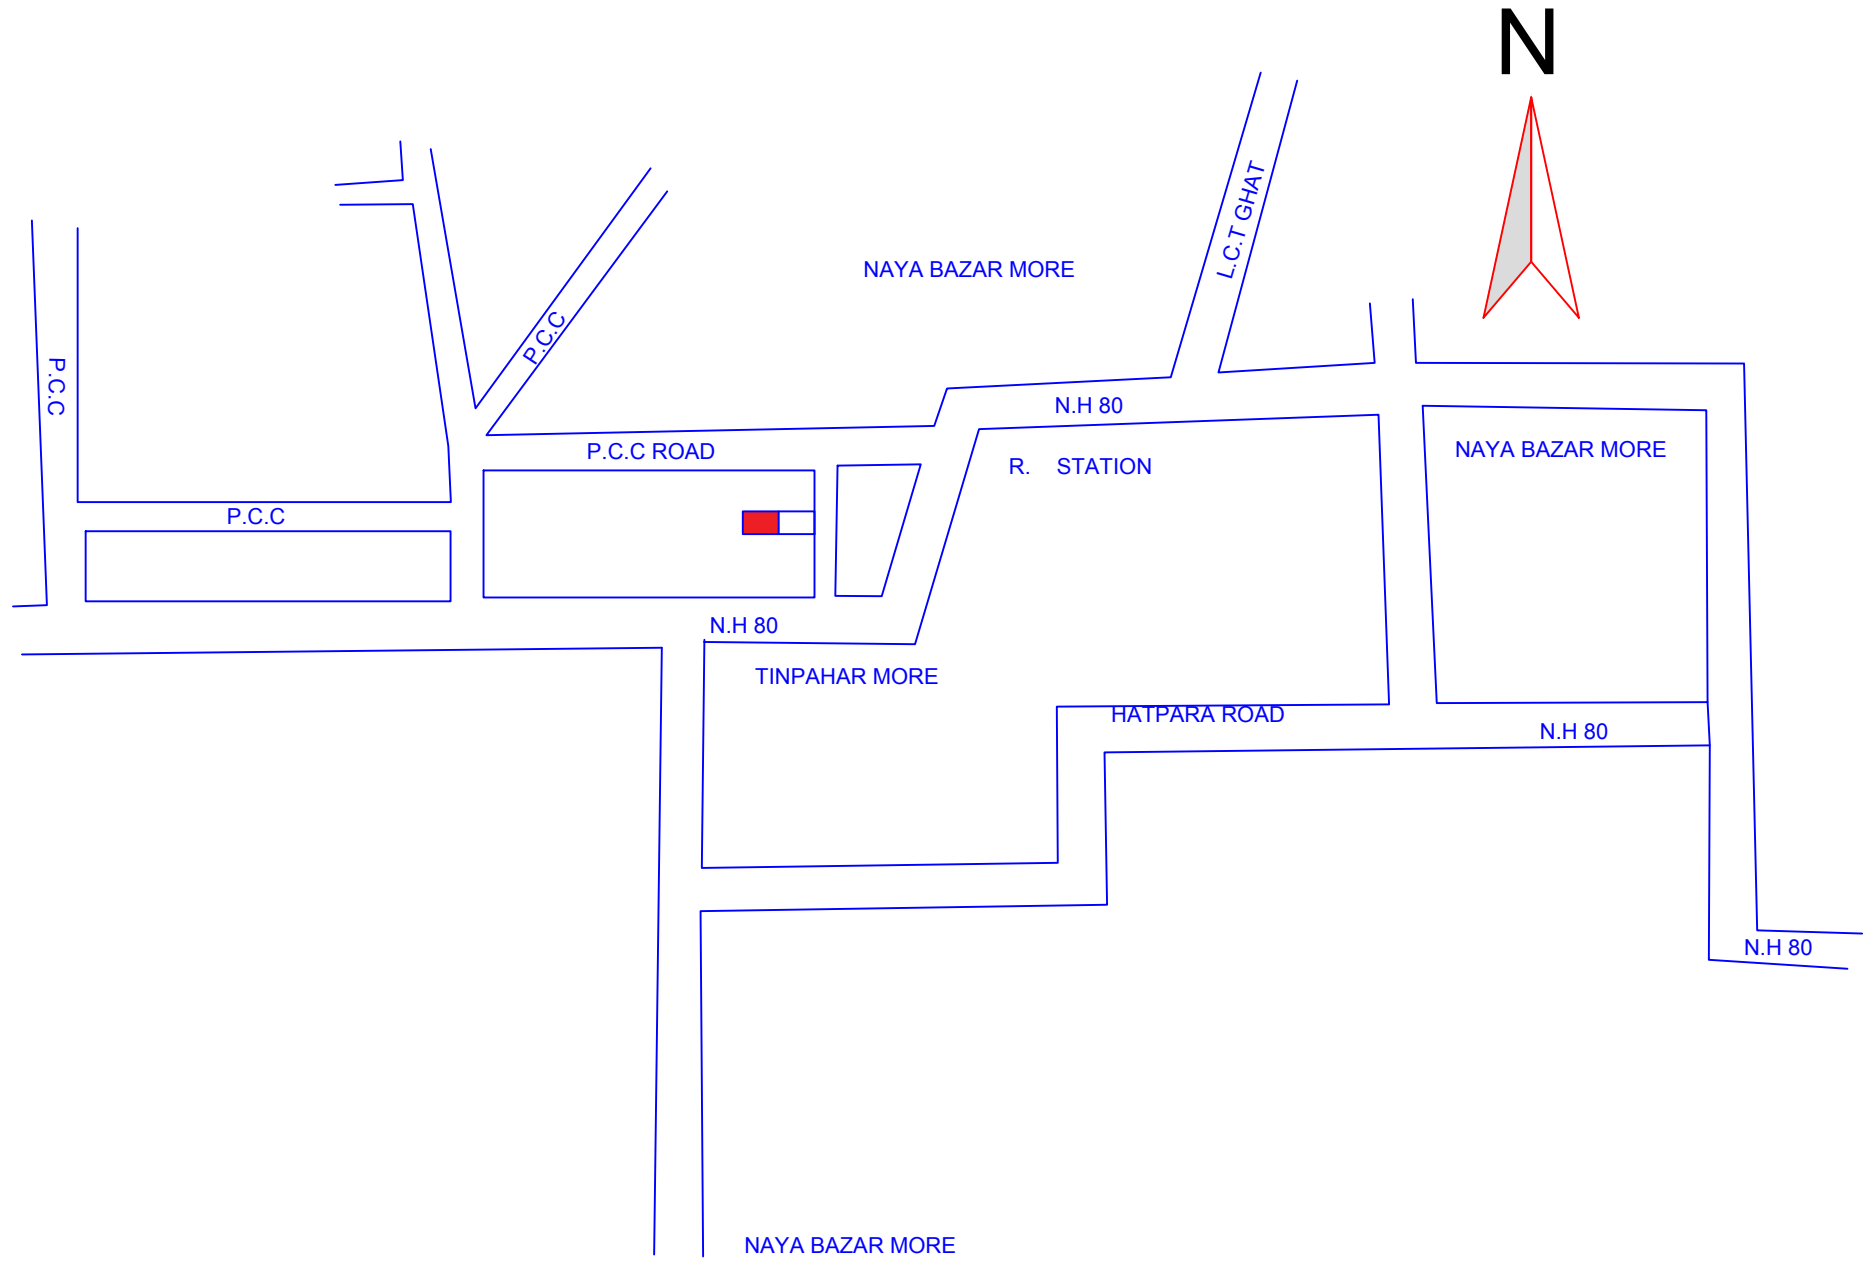 N
L.C.T GHAT
NAYA BAZAR MORE
P.C.C
P.C.C
N.H 80
P.C.C ROAD
NAYA BAZAR MORE
R. STATION
P.C.C
N.H 80
TINPAHAR MORE
HATPARA ROAD
N.H 80
N.H 80
NAYA BAZAR MORE